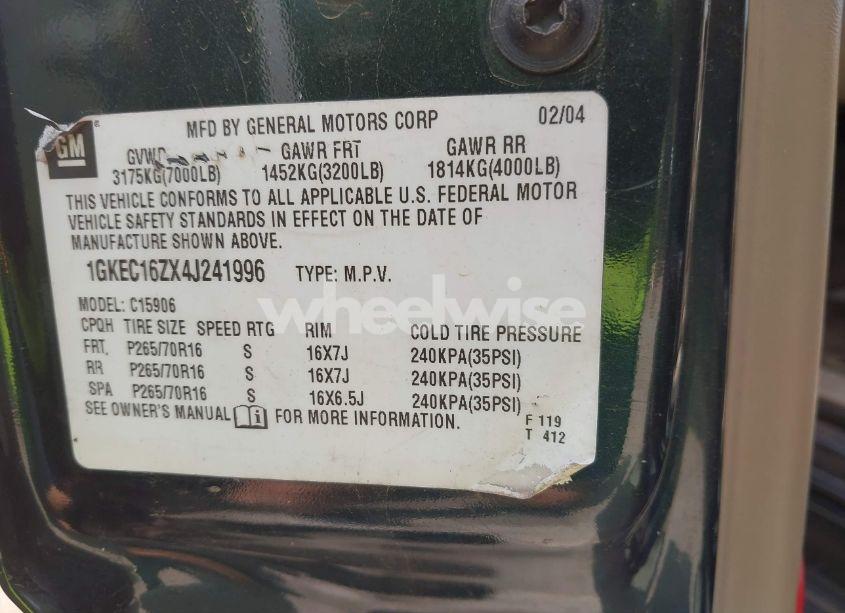 GM
®
MFD BY GENERAL MOTORS CORP 02/04
GAWR FRT GAWR RR
3175KG(7000LB) 1452KG(3200LB) 1814KG(4000LB)
THIS VEHICLE CONFORMS TO ALL APPLICABLE U.S. FEDERAL MOTOR
VEHICLE SAFETY STANDARDS IN EFFECT ON THE DATE OF
MANUFACTURE SHOWN ABOVE.
1GKEC16ZX4J241996 TYPE: M.P.V.
wheelwise
MODEL: C15906
CPQH TIRE SIZE SPEED RTG RIM COLD TIRE PRESSURE
FRT. P265/70R16 S 16X7J 240KPA(35PSI)
RR P265/70R16 S 16X7J 240KPA(35PSI)
SPA P265/70R16 S 16X6.5J 240KPA(35PSI)
SEE OWNER'S MANUAL FOR MORE INFORMATION.
F 119
T 412